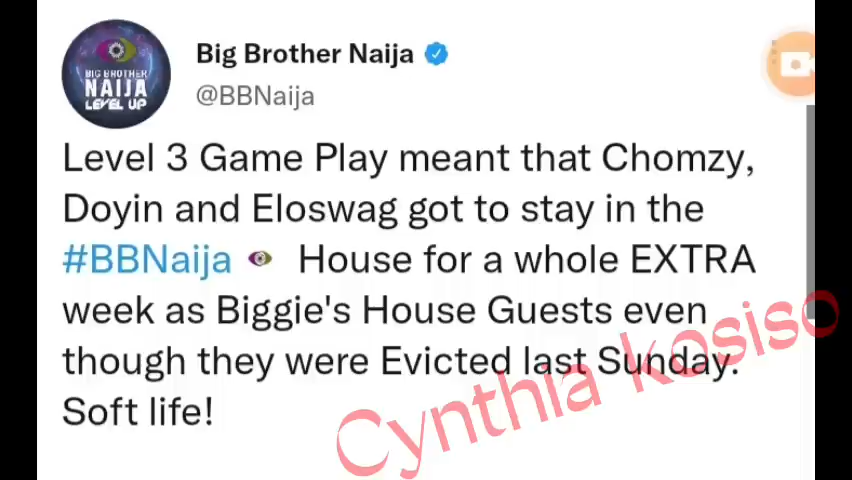 BIG BROTHER
NAIJA
LEVEL UP
Big Brother Naija
@BBNaija
Level 3 Game Play meant that Chomzy,
Doyin and Eloswag got to stay in the
#BBNaija House for a whole EXTRA
week as Biggie's House Guests even
though they were Evicted last Sunday.
Soft life!
Cynthia kosiso